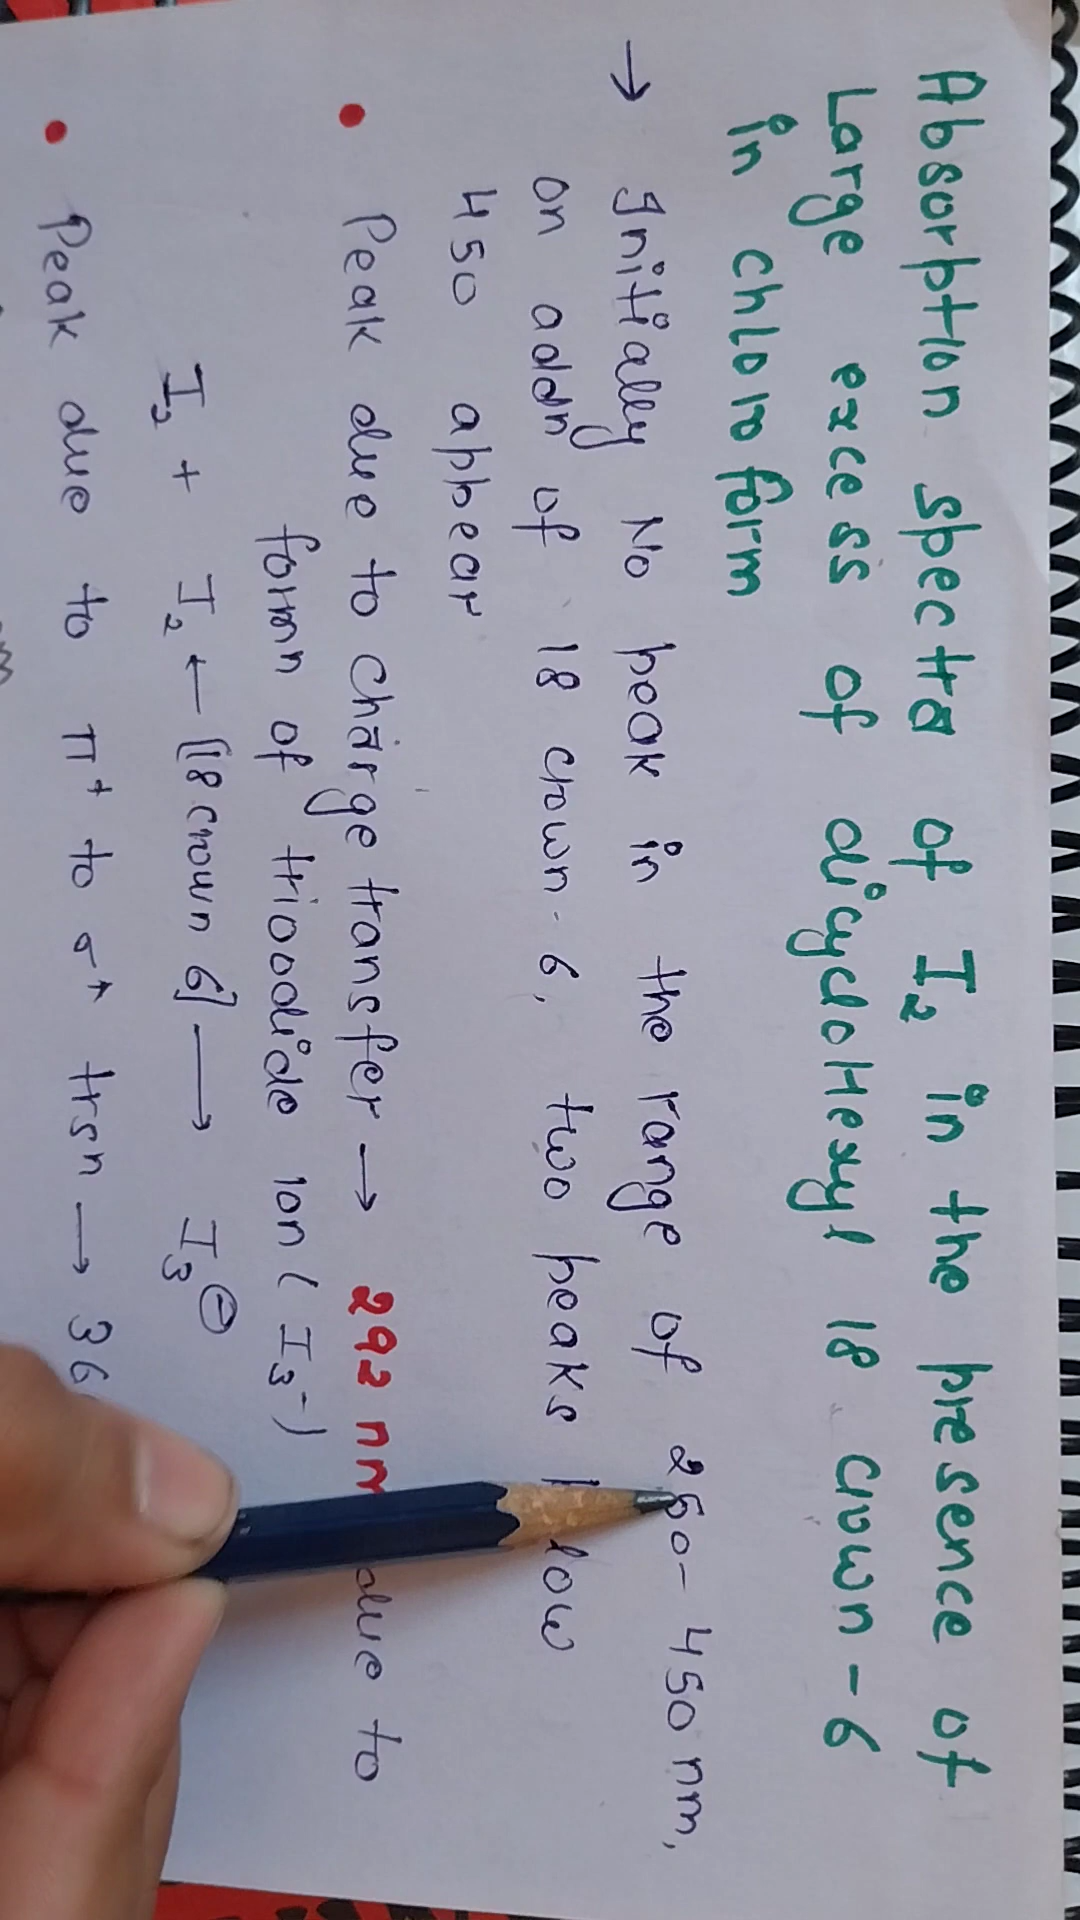 Absorption spectra of I₂ in the presence of
Large excess of dicycloHexyl 18 crown-6
in chloroform
→ Initially No peak in the range of 250-450 nm,
on addn of 18 crown-6, two peaks
450 appear
• Peak due to charge transfer → 292 nm due to
formn of triiodide ion (I₃⁻)
I₂ + I₂ ← [18 crown 6] → I₃⊖
• Peak due to π* to σ* trsn → 36